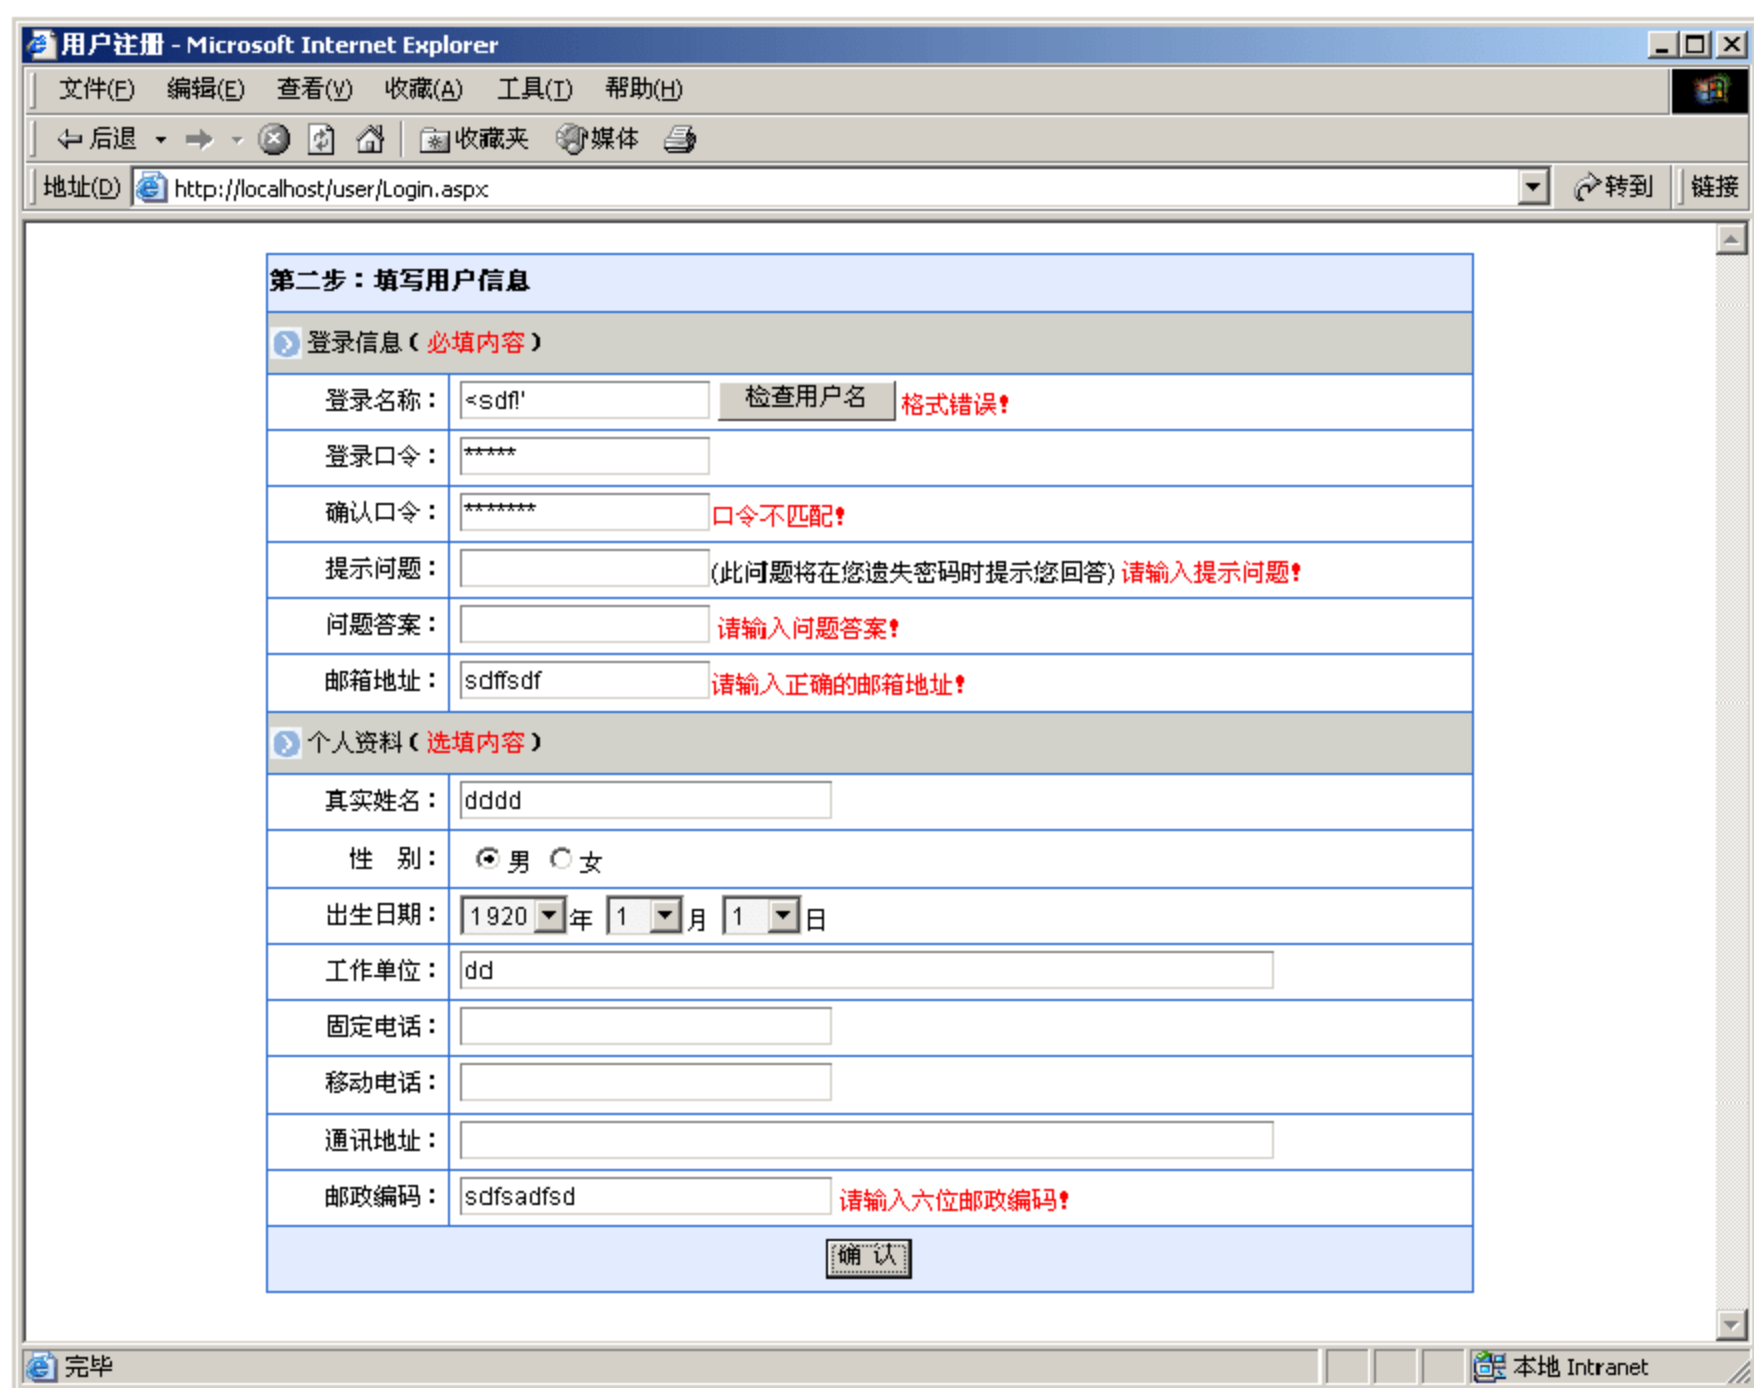 用户注册 - Microsoft Internet Explorer
文件(F) 编辑(E) 查看(V) 收藏(A) 工具(T) 帮助(H)
后退 收藏夹 媒体
地址(D) http://localhost/user/Login.aspx 转到 链接
第二步：填写用户信息
登录信息（必填内容）
登录名称： <sdf!' 检查用户名 格式错误！
登录口令： *****
确认口令： ******* 口令不匹配！
提示问题： (此问题将在您遗失密码时提示您回答) 请输入提示问题！
问题答案： 请输入问题答案！
邮箱地址： sdffsdf 请输入正确的邮箱地址！
个人资料（选填内容）
真实姓名： dddd
性 别： 男 女
出生日期： 1920 年 1 月 1 日
工作单位： dd
固定电话：
移动电话：
通讯地址：
邮政编码： sdfsadfsd 请输入六位邮政编码！
确 认
完毕 本地 Intranet